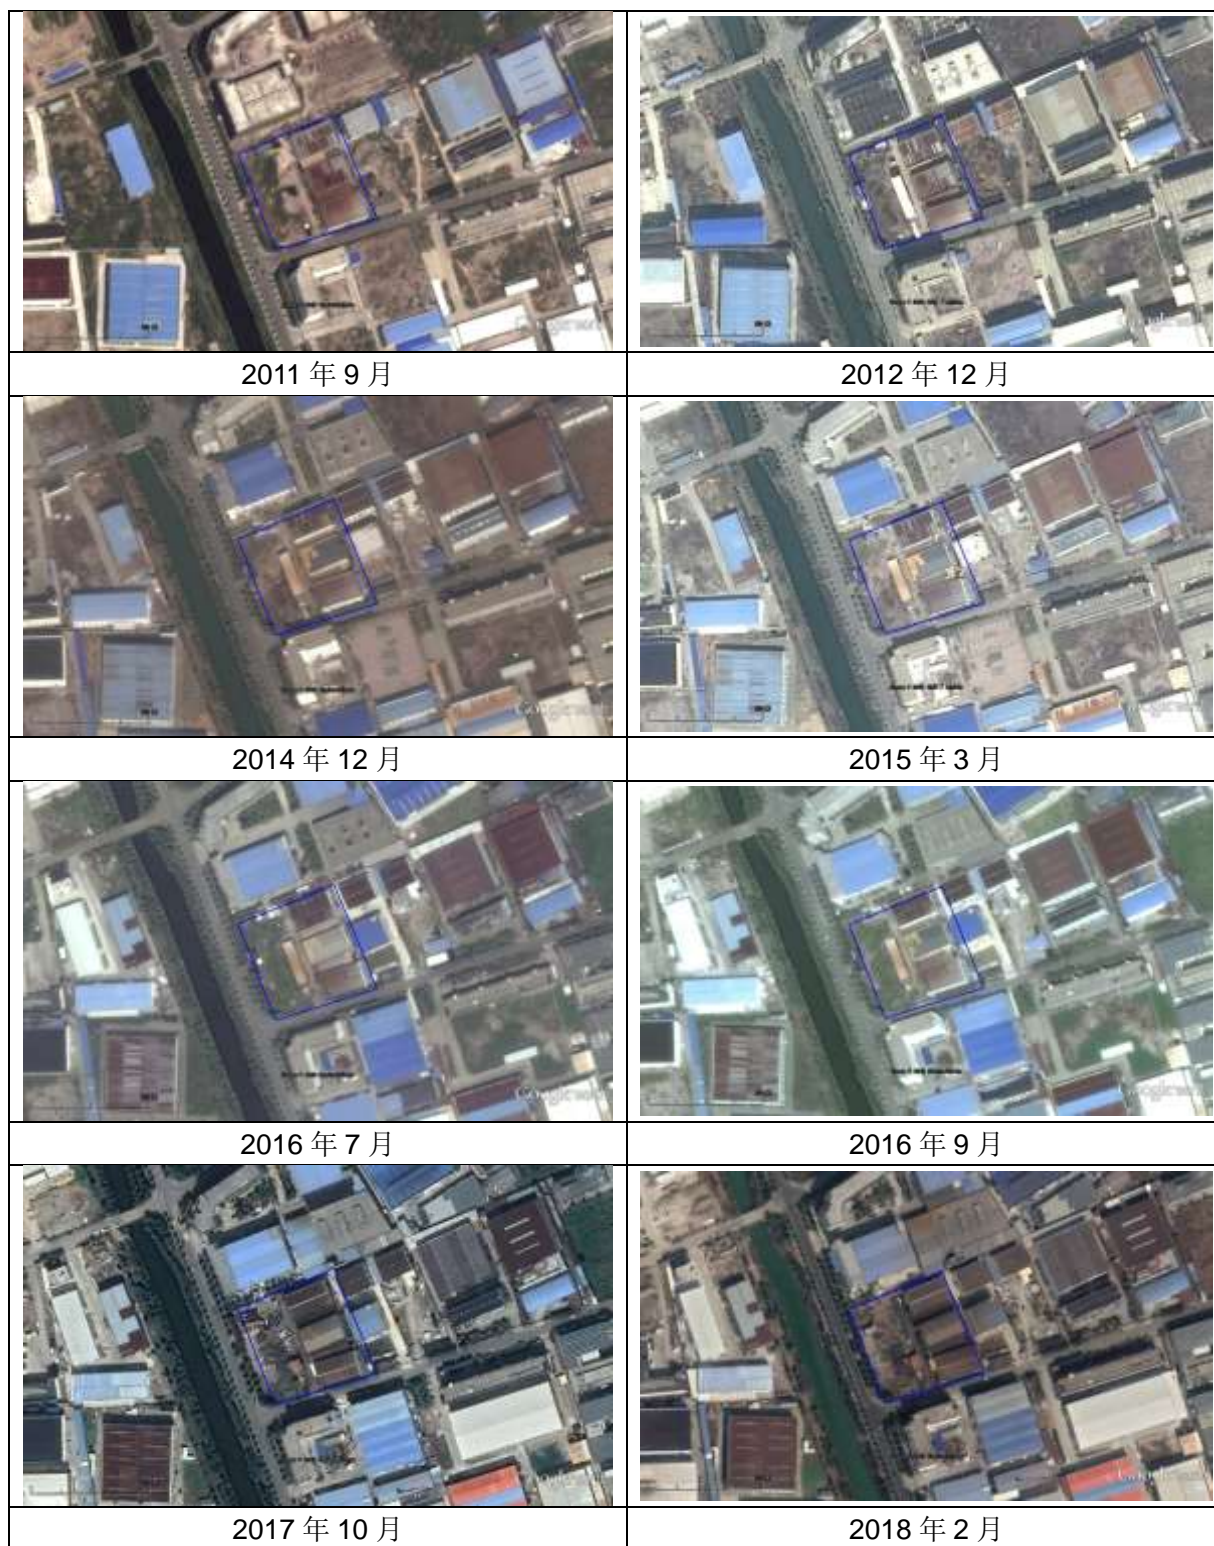 2011 年 9 月
2012 年 12 月
2014 年 12 月
2015 年 3 月
2016 年 7 月
2016 年 9 月
2017 年 10 月
2018 年 2 月